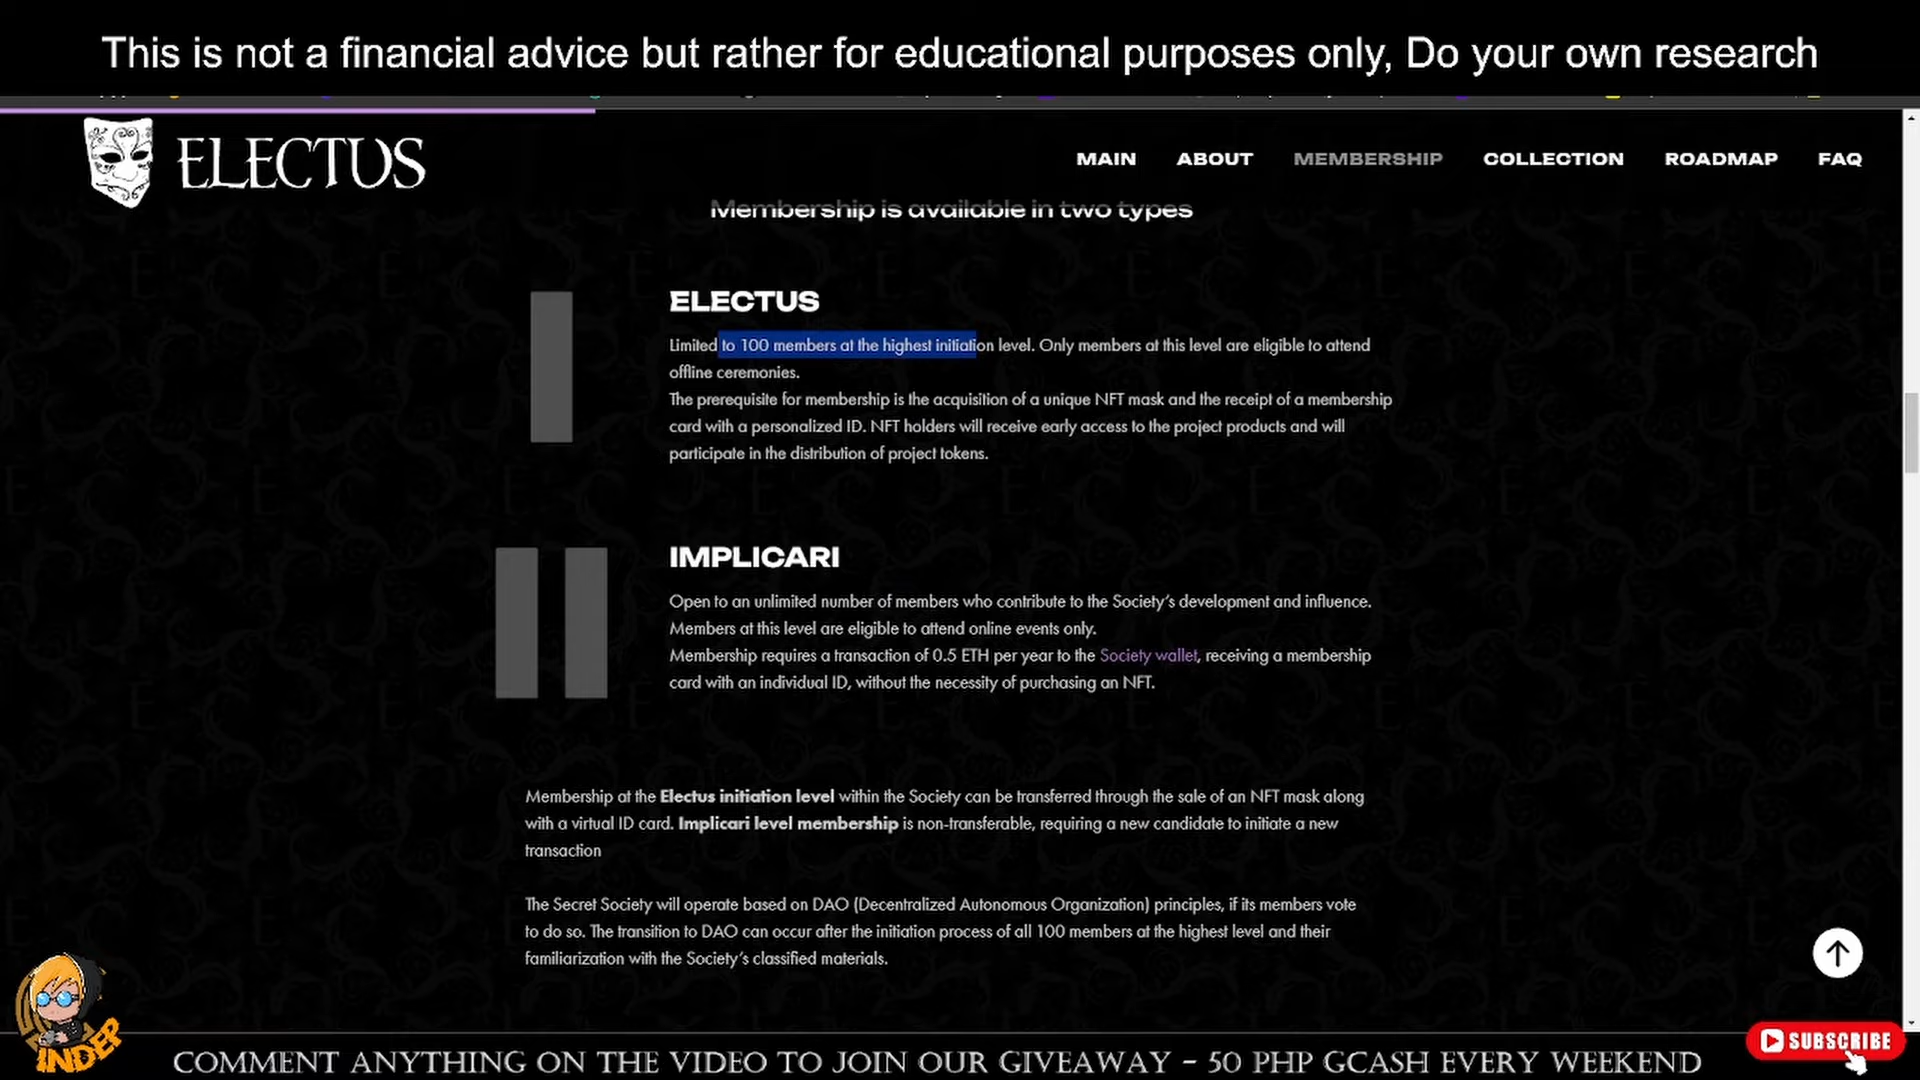 This is not a financial advice but rather for educational purposes only, Do your own research
ELECTUS
MAIN ABOUT MEMBERSHIP COLLECTION ROADMAP FAQ
Membership is available in two types
ELECTUS
Limited to 100 members at the highest initiation level. Only members at this level are eligible to attend
offline ceremonies.
The prerequisite for membership is the acquisition of a unique NFT mask and the receipt of a membership
card with a personalized ID. NFT holders will receive early access to the project products and will
participate in the distribution of project tokens.
IMPLICARI
Open to an unlimited number of members who contribute to the Society's development and influence.
Members at this level are eligible to attend online events only.
Membership requires a transaction of 0.5 ETH per year to the Society wallet, receiving a membership
card with an individual ID, without the necessity of purchasing an NFT.
Membership at the Electus initiation level within the Society can be transferred through the sale of an NFT mask along
with a virtual ID card. Implicari level membership is non-transferable, requiring a new candidate to initiate a new
transaction
The Secret Society will operate based on DAO (Decentralized Autonomous Organization) principles, if its members vote
to do so. The transition to DAO can occur after the initiation process of all 100 members at the highest level and their
familiarization with the Society's classified materials.
INDEP
SUBSCRIBE
COMMENT ANYTHING ON THE VIDEO TO JOIN OUR GIVEAWAY - 50 PHP GCASH EVERY WEEKEND